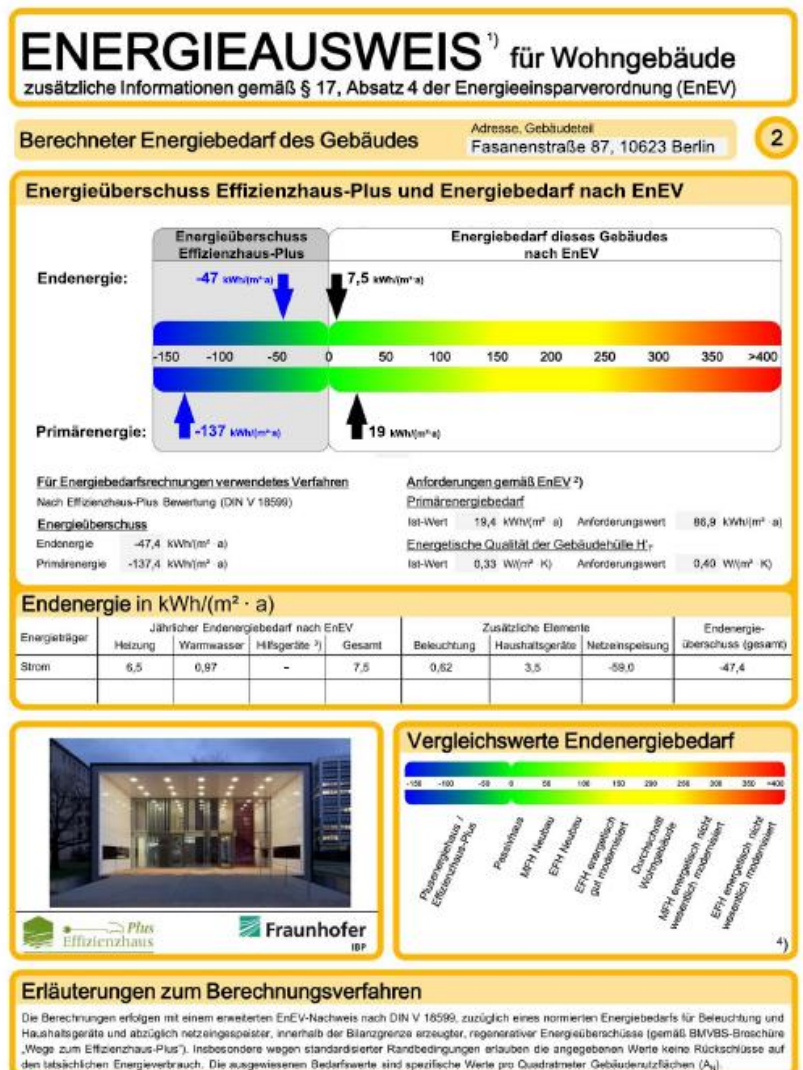 ENERGIEAUSWEIS 1) für Wohngebäude
zusätzliche Informationen gemäß § 17, Absatz 4 der Energieeinsparverordnung (EnEV)
Berechneter Energiebedarf des Gebäudes
Adresse, Gebäudeteil
Fasanenstraße 87, 10623 Berlin
2
Energieüberschuss Effizienzhaus-Plus und Energiebedarf nach EnEV
Energieüberschuss
Effizienzhaus-Plus
Energiebedarf dieses Gebäudes
nach EnEV
Endenergie: -47 kWh/(m²·a) 7,5 kWh/(m²·a)
-150 -100 -50 0 50 100 150 200 250 300 350 >400
Primärenergie: -137 kWh/(m²·a) 19 kWh/(m²·a)
Für Energiebedarfsrechnungen verwendetes Verfahren
Nach Effizienzhaus-Plus Bewertung (DIN V 18599)
Energieüberschuss
Endenergie -47,4 kWh/(m² · a)
Primärenergie -137,4 kWh/(m² · a)
Anforderungen gemäß EnEV 2)
Primärenergiebedarf
Ist-Wert 19,4 kWh/(m² · a) Anforderungswert 86,9 kWh/(m² · a)
Energetische Qualität der Gebäudehülle H'T
Ist-Wert 0,33 W/(m² · K) Anforderungswert 0,40 W/(m² · K)
Endenergie in kWh/(m² · a)
Energieträger
Jährlicher Endenergiebedarf nach EnEV
Heizung Warmwasser Hilfsgeräte 3) Gesamt
Zusätzliche Elemente
Beleuchtung Haushaltsgeräte Netzeinspeisung
Endenergie-
überschuss (gesamt)
Strom 6,5 0,97 – 7,5 0,62 3,5 -59,0 -47,4
Plus
Effizienzhaus
Fraunhofer
IBP
Vergleichswerte Endenergiebedarf
-150 -100 -50 0 50 100 150 200 250 300 350 >400
Plusenergiehaus /
Effizienzhaus-Plus
Passivhaus
MFH Neubau
EFH Neubau
EFH energetisch
gut modernisiert
Durchschnitt
Wohngebäude
MFH energetisch nicht
wesentlich modernisiert
EFH energetisch nicht
wesentlich modernisiert
4)
Erläuterungen zum Berechnungsverfahren
Die Berechnungen erfolgen mit einem erweiterten EnEV-Nachweis nach DIN V 18599, zuzüglich eines normierten Energiebedarfs für Beleuchtung und
Haushaltsgeräte und abzüglich netzeingespeister, innerhalb der Bilanzgrenze erzeugter, regenerativer Energieüberschüsse (gemäß BMVBS-Broschüre
„Wege zum Effizienzhaus-Plus"). Insbesondere wegen standardisierter Randbedingungen erlauben die angegebenen Werte keine Rückschlüsse auf
den tatsächlichen Energieverbrauch. Die ausgewiesenen Bedarfswerte sind spezifische Werte pro Quadratmeter Gebäudenutzflächen (AN).